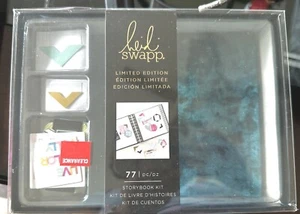 heidi
swapp.
LIMITED EDITION
ÉDITION LIMITÉE
EDICIÓN LIMITADA
77 | pc/pz
STORYBOOK KIT
KIT DE LIVRE D'HISTOIRES
KIT DE CUENTOS
CLEARANCE